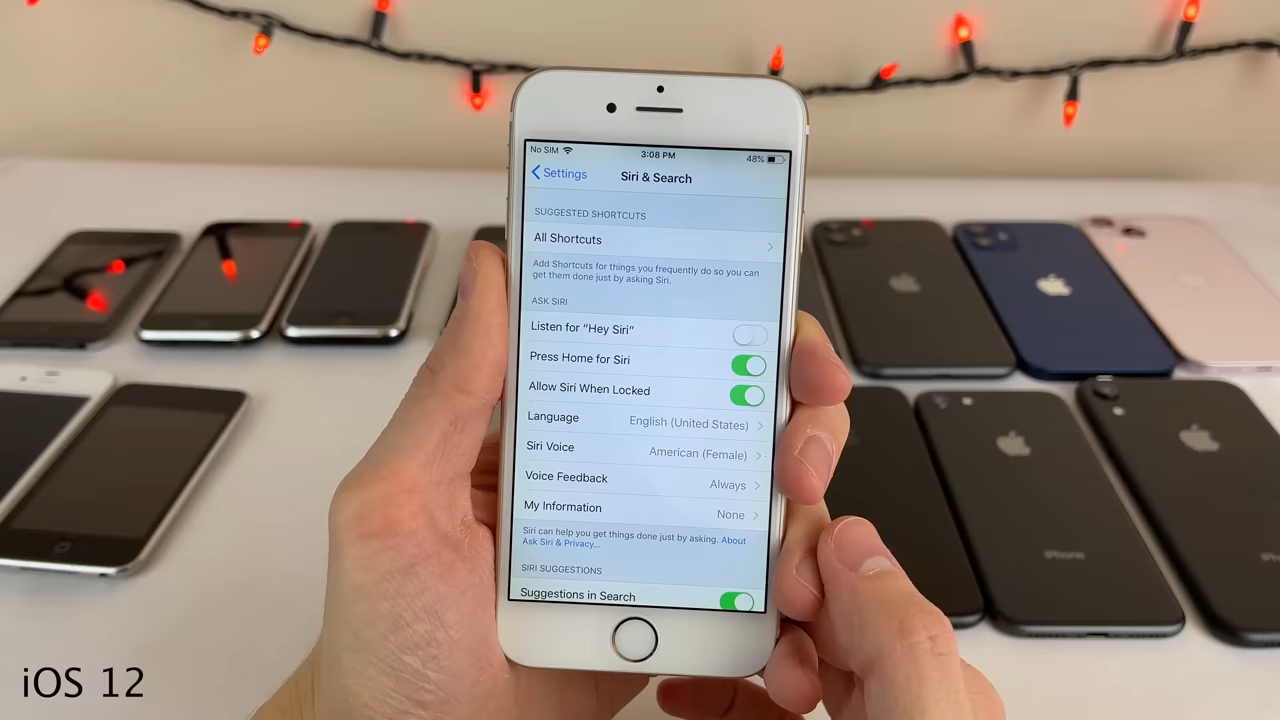 No SIM 3:08 PM 48%
Settings Siri & Search
SUGGESTED SHORTCUTS
All Shortcuts
Add Shortcuts for things you frequently do so you can
get them done just by asking Siri.
ASK SIRI
Listen for “Hey Siri”
Press Home for Siri
Allow Siri When Locked
Language English (United States)
Siri Voice American (Female)
Voice Feedback Always
My Information None
Siri can help you get things done just by asking. About
Ask Siri & Privacy...
SIRI SUGGESTIONS
Suggestions in Search
iPhone
iOS 12